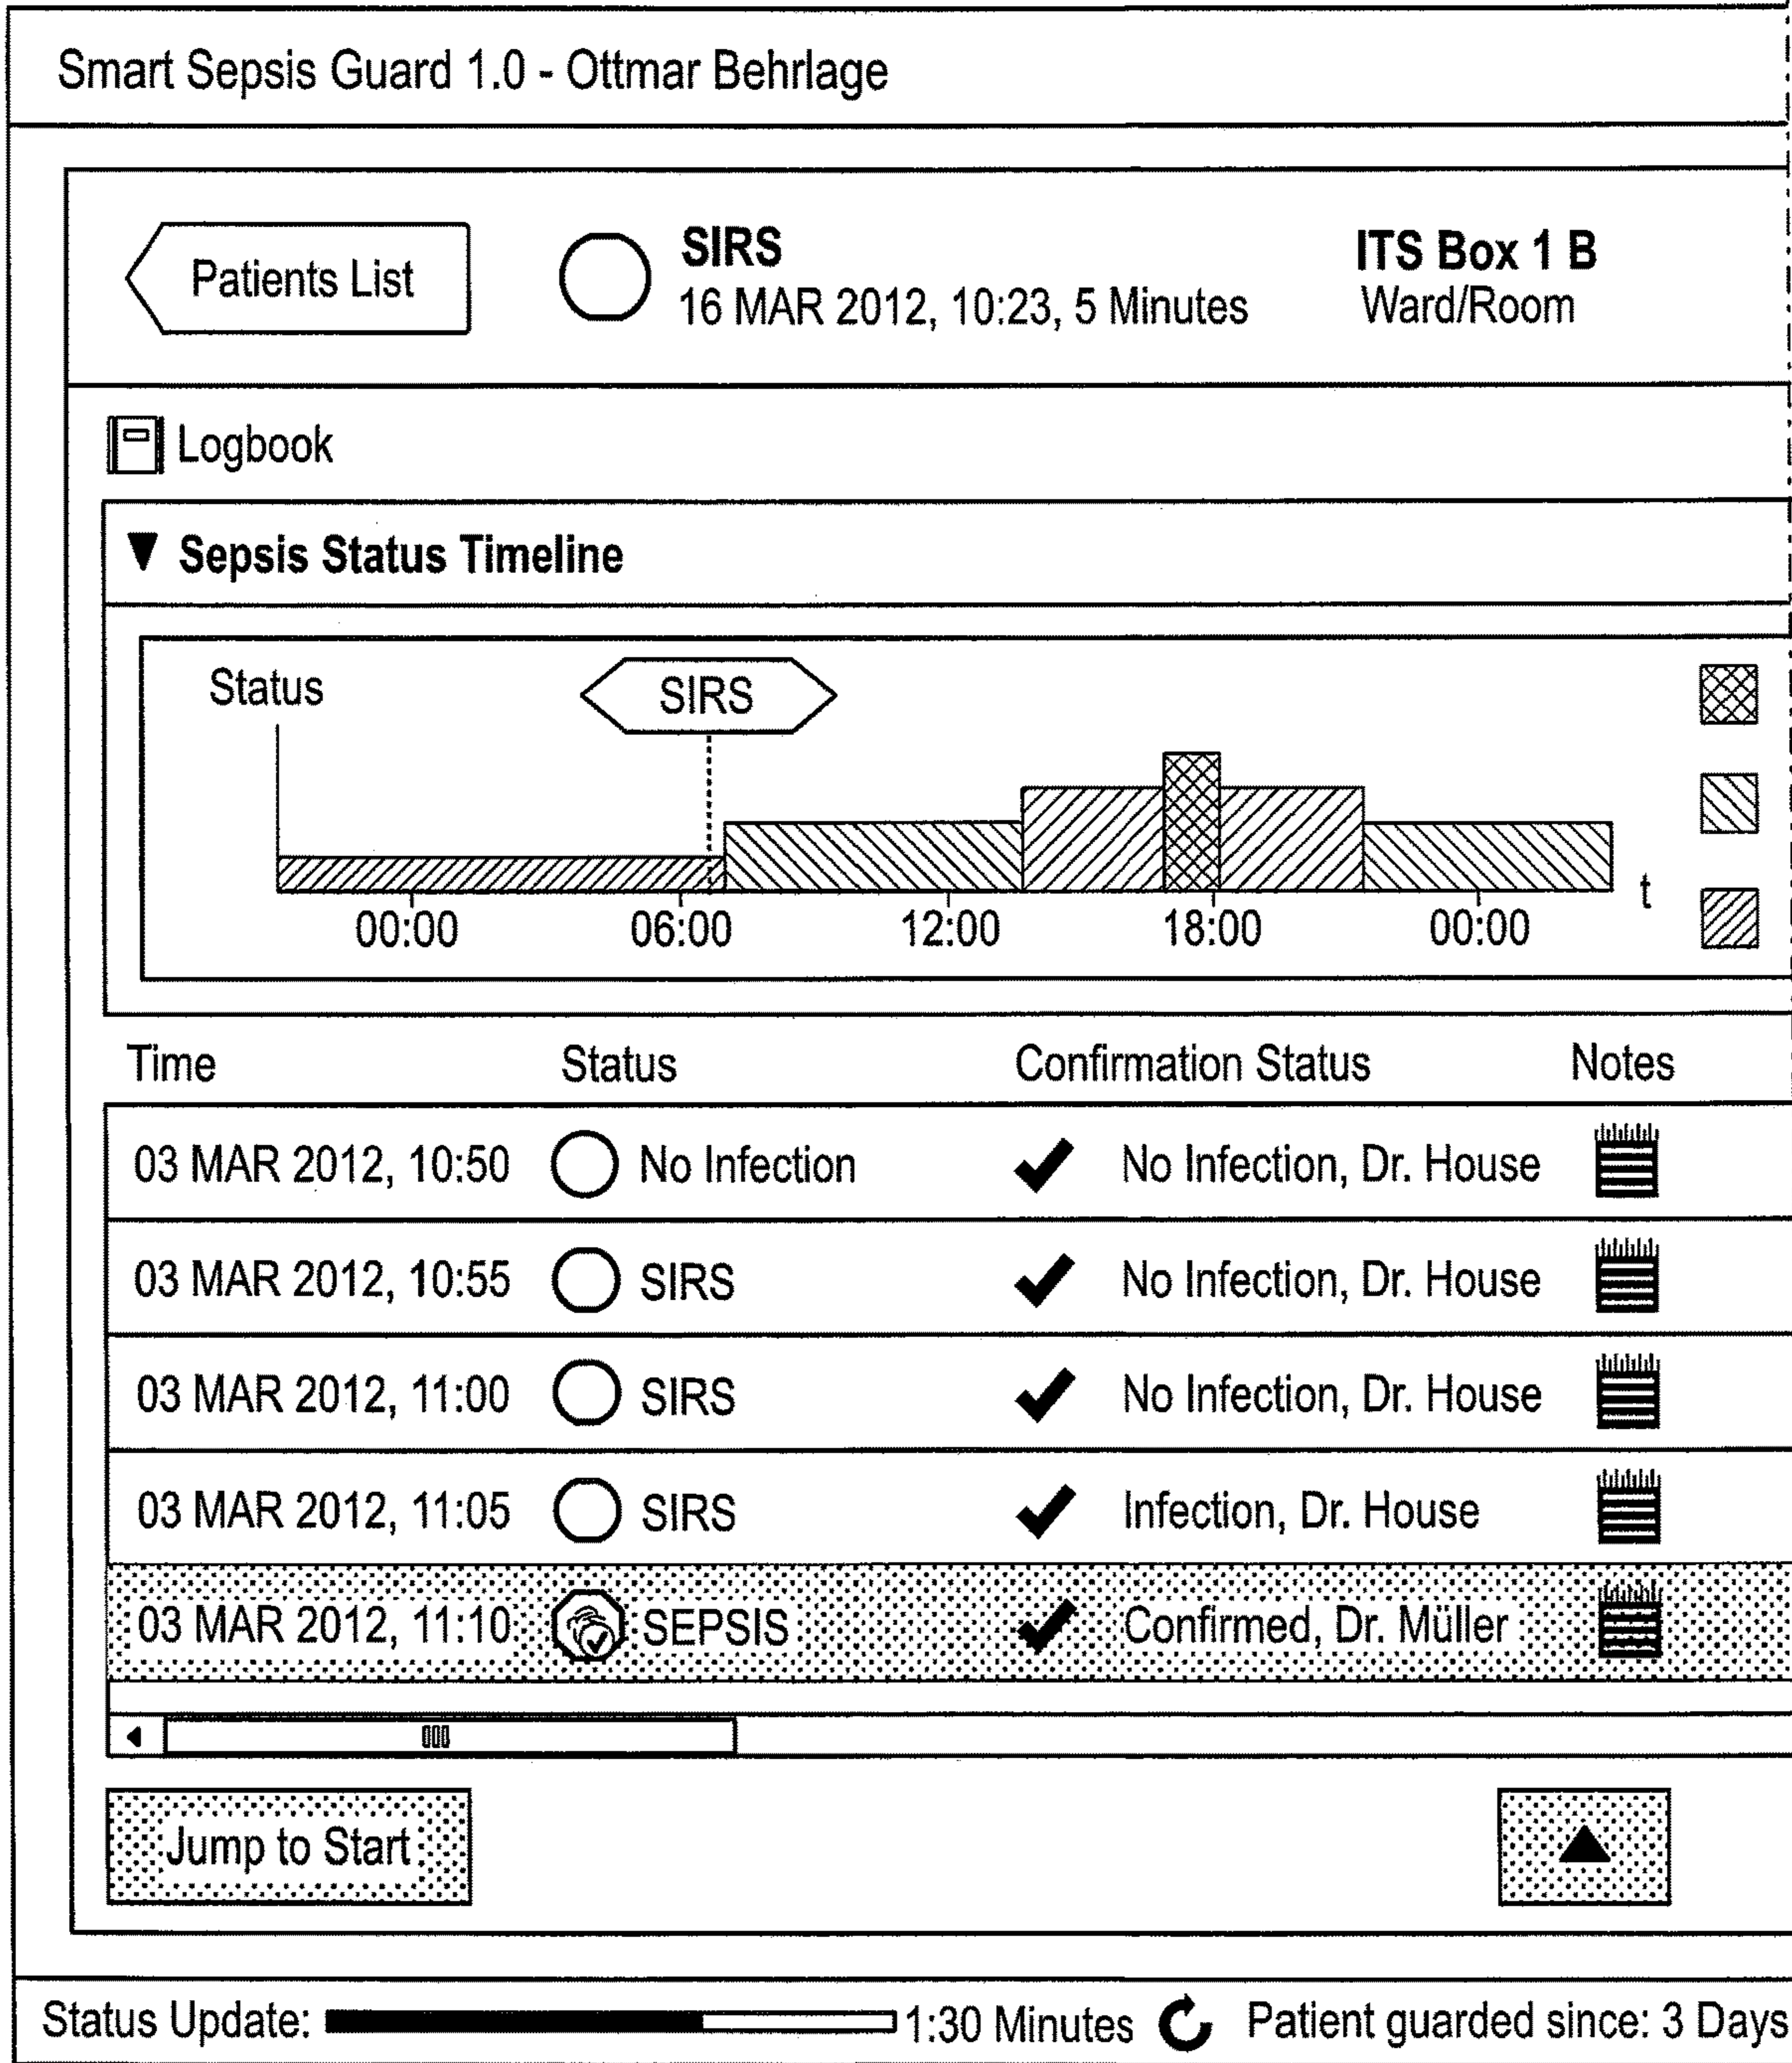 Smart Sepsis Guard 1.0 - Ottmar Behrlage
Patients List
SIRS
16 MAR 2012, 10:23, 5 Minutes
ITS Box 1 B
Ward/Room
Logbook
Sepsis Status Timeline
Status
SIRS
t
00:00 06:00 12:00 18:00 00:00
Time Status Confirmation Status Notes
03 MAR 2012, 10:50 No Infection No Infection, Dr. House
03 MAR 2012, 10:55 SIRS No Infection, Dr. House
03 MAR 2012, 11:00 SIRS No Infection, Dr. House
03 MAR 2012, 11:05 SIRS Infection, Dr. House
03 MAR 2012, 11:10 SEPSIS Confirmed, Dr. Müller
Jump to Start
Status Update: 1:30 Minutes Patient guarded since: 3 Days